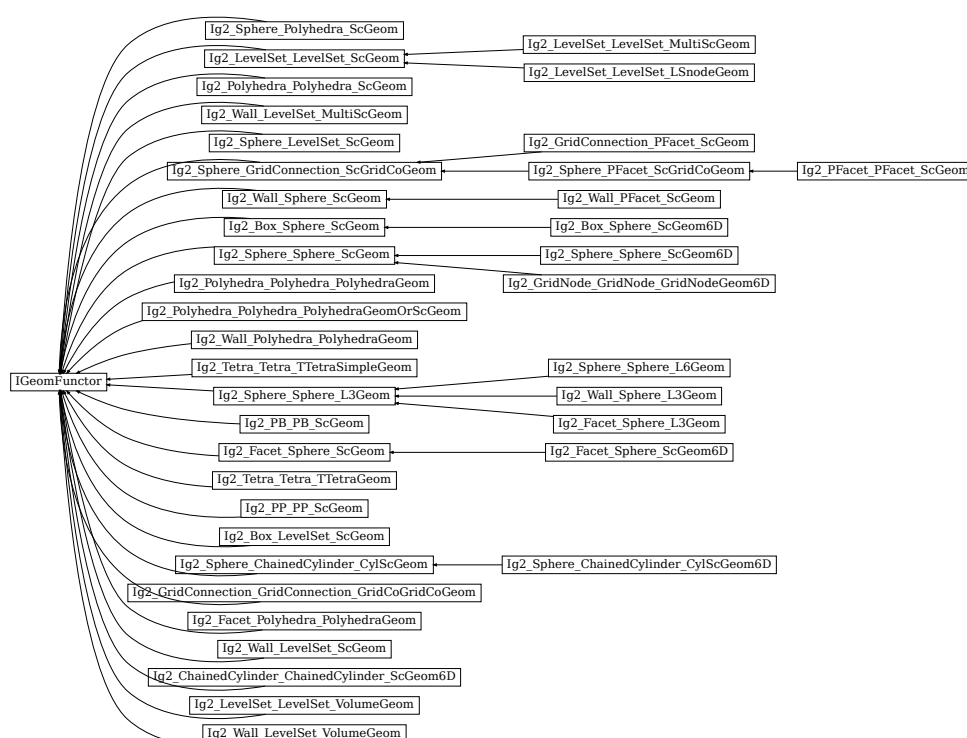 Ig2_Sphere_Polyhedra_ScGeom
Ig2_LevelSet_LevelSet_MultiScGeom
Ig2_LevelSet_LevelSet_ScGeom
Ig2_LevelSet_LevelSet_LSnodeGeom
Ig2_Polyhedra_Polyhedra_ScGeom
Ig2_Wall_LevelSet_MultiScGeom
Ig2_Sphere_LevelSet_ScGeom
Ig2_GridConnection_PFacet_ScGeom
Ig2_Sphere_GridConnection_ScGridCoGeom
Ig2_Sphere_PFacet_ScGridCoGeom
Ig2_PFacet_PFacet_ScGeom
Ig2_Wall_Sphere_ScGeom
Ig2_Wall_PFacet_ScGeom
Ig2_Box_Sphere_ScGeom
Ig2_Box_Sphere_ScGeom6D
Ig2_Sphere_Sphere_ScGeom
Ig2_Sphere_Sphere_ScGeom6D
Ig2_GridNode_GridNode_GridNodeGeom6D
Ig2_Polyhedra_Polyhedra_PolyhedraGeom
Ig2_Polyhedra_Polyhedra_PolyhedraGeomOrScGeom
Ig2_Wall_Polyhedra_PolyhedraGeom
Ig2_Tetra_Tetra_TTetraSimpleGeom
Ig2_Sphere_Sphere_L6Geom
IGeomFunctor
Ig2_Sphere_Sphere_L3Geom
Ig2_Wall_Sphere_L3Geom
Ig2_PB_PB_ScGeom
Ig2_Facet_Sphere_L3Geom
Ig2_Facet_Sphere_ScGeom
Ig2_Facet_Sphere_ScGeom6D
Ig2_Tetra_Tetra_TTetraGeom
Ig2_PP_PP_ScGeom
Ig2_Box_LevelSet_ScGeom
Ig2_Sphere_ChainedCylinder_CylScGeom
Ig2_Sphere_ChainedCylinder_CylScGeom6D
Ig2_GridConnection_GridConnection_GridCoGridCoGeom
Ig2_Facet_Polyhedra_PolyhedraGeom
Ig2_Wall_LevelSet_ScGeom
Ig2_ChainedCylinder_ChainedCylinder_ScGeom6D
Ig2_LevelSet_LevelSet_VolumeGeom
Ig2_Wall_LevelSet_VolumeGeom